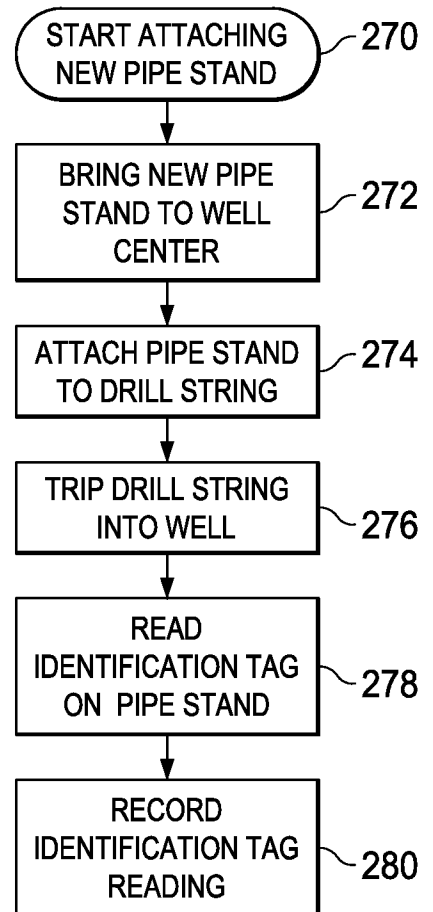 START ATTACHING
NEW PIPE STAND
270
BRING NEW PIPE
STAND TO WELL
CENTER
272
ATTACH PIPE STAND
TO DRILL STRING
274
TRIP DRILL STRING
INTO WELL
276
READ
IDENTIFICATION TAG
ON PIPE STAND
278
RECORD
IDENTIFICATION TAG
READING
280